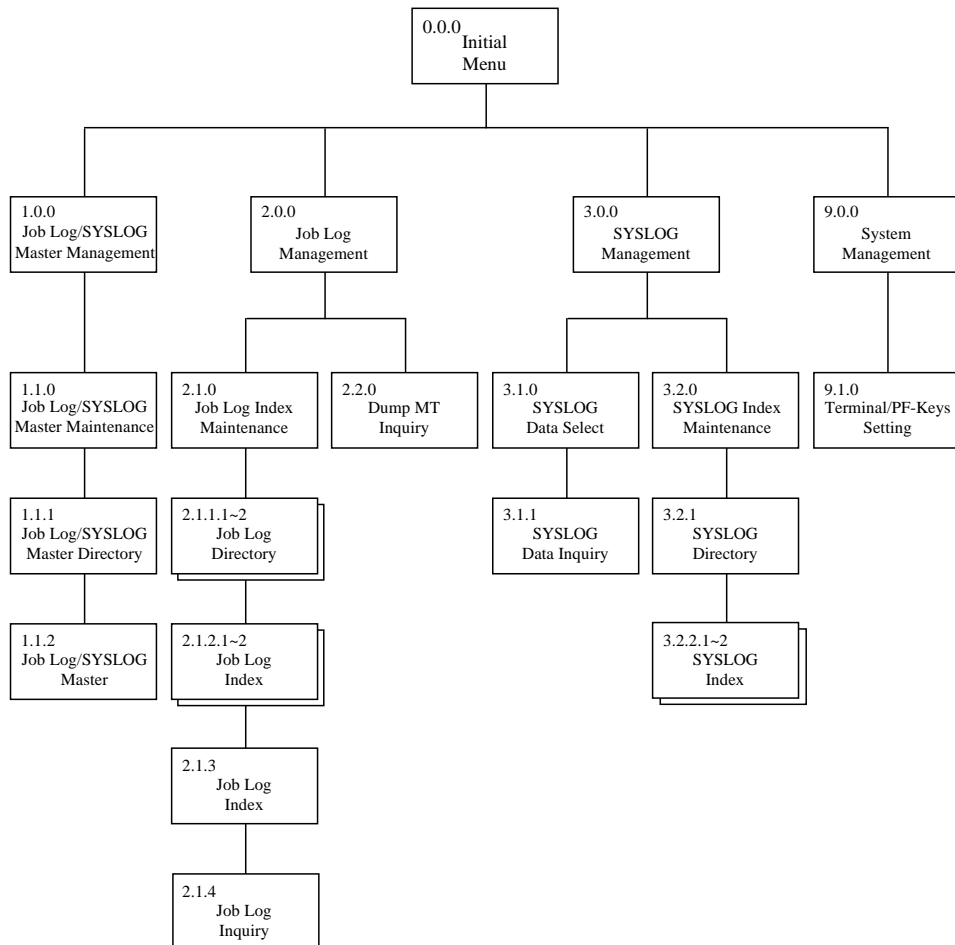 0.0.0
Initial
Menu
1.0.0
Job Log/SYSLOG
Master Management
2.0.0
Job Log
Management
3.0.0
SYSLOG
Management
9.0.0
System
Management
1.1.0
Job Log/SYSLOG
Master Maintenance
2.1.0
Job Log Index
Maintenance
2.2.0
Dump MT
Inquiry
3.1.0
SYSLOG
Data Select
3.2.0
SYSLOG Index
Maintenance
9.1.0
Terminal/PF-Keys
Setting
1.1.1
Job Log/SYSLOG
Master Directory
2.1.1.1~2
Job Log
Directory
3.1.1
SYSLOG
Data Inquiry
3.2.1
SYSLOG
Directory
1.1.2
Job Log/SYSLOG
Master
2.1.2.1~2
Job Log
Index
3.2.2.1~2
SYSLOG
Index
2.1.3
Job Log
Index
2.1.4
Job Log
Inquiry